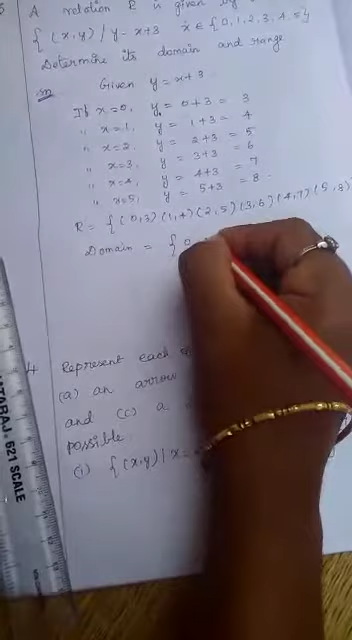 A relation R is given by
{(x,y) / y = x+3 x ∈ {0,1,2,3,4,5}
Determine its domain and range
Given y = x+3
If x=0, y = 0+3 = 3
" x=1, y = 1+3 = 4
" x=2, y = 2+3 = 5
" x=3, y = 3+3 = 6
" x=4, y = 4+3 = 7
" x=5, y = 5+3 = 8
R = {(0,3) (1,4) (2,5) (3,6) (4,7) (5,8)
Domain = { 0
4 Represent each
(a) an arrow
and (c) a
possible
(i) {(x,y) | x =
NATARAJ 621 SCALE